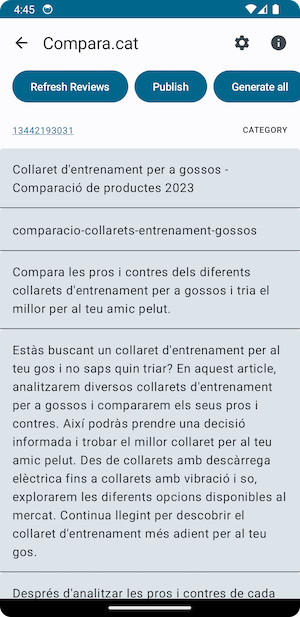 4:45
Compara.cat
Refresh Reviews
Publish
Generate all
13442193031
CATEGORY
Collaret d'entrenament per a gossos -
Comparació de productes 2023
comparacio-collarets-entrenament-gossos
Compara les pros i contres dels diferents
collarets d'entrenament per a gossos i tria el
millor per al teu amic pelut.
Estàs buscant un collaret d'entrenament per al
teu gos i no saps quin triar? En aquest article,
analitzarem diversos collarets d'entrenament
per a gossos i compararem els seus pros i
contres. Així podràs prendre una decisió
informada i trobar el millor collaret per al teu
amic pelut. Des de collarets amb descàrrega
elèctrica fins a collarets amb vibració i so,
explorarem les diferents opcions disponibles al
mercat. Continua llegint per descobrir el
collaret d'entrenament més adient per al teu
gos.
Després d'analitzar les pros i contres de cada